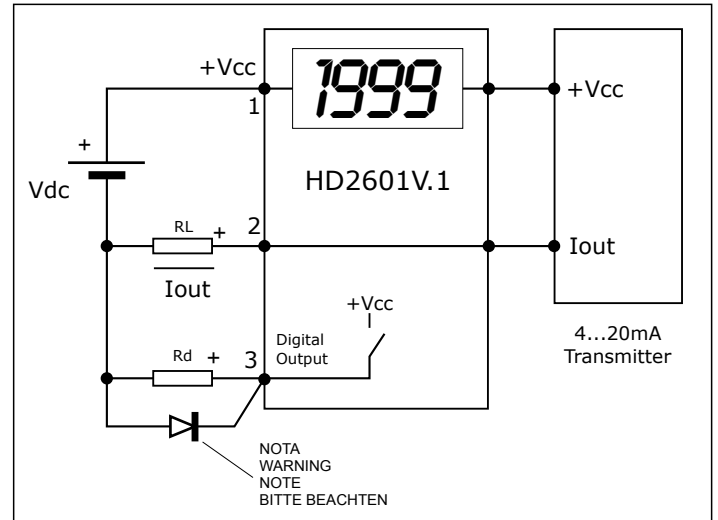 +Vcc
1
1999
+Vcc
+
Vdc
HD2601V.1
RL
+
2
Iout
Iout
+Vcc
Digital
Output
4...20mA
Transmitter
Rd
+
3
NOTA
WARNING
NOTE
BITTE BEACHTEN